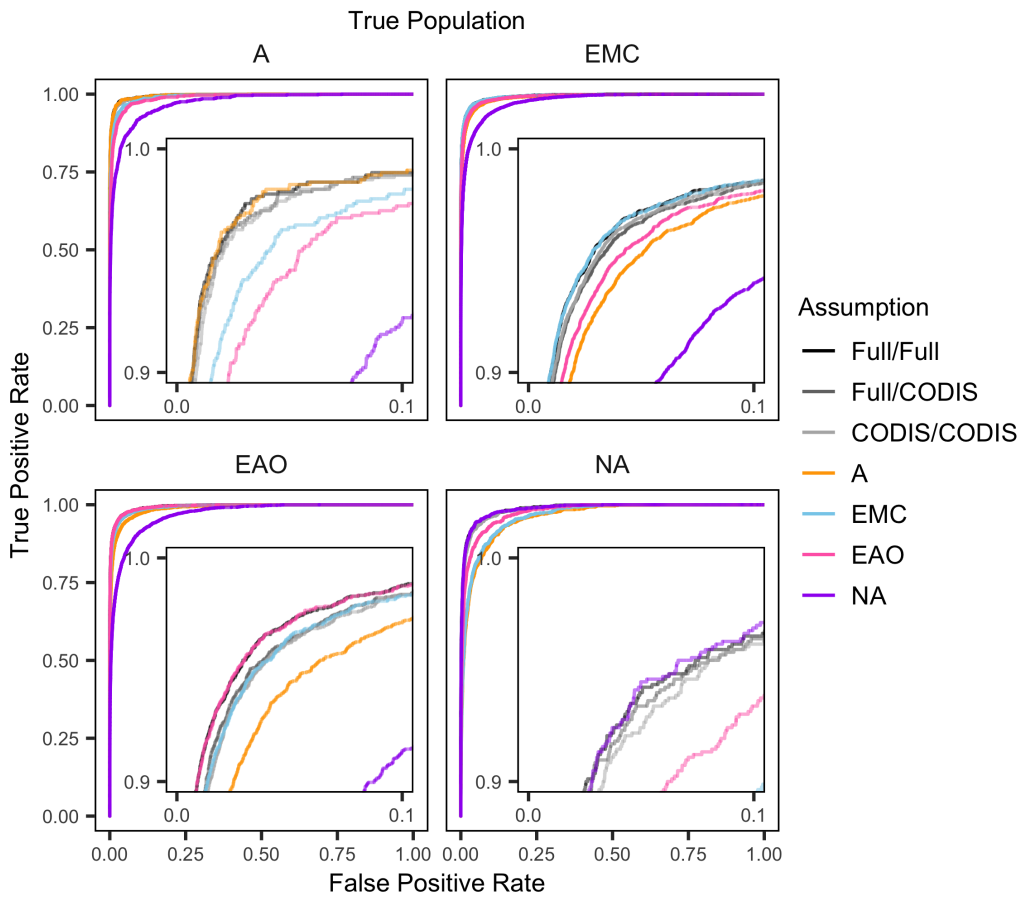 True Population
A
EMC
1.00
0.75
0.50
0.25
0.00
1.0
0.9
0.0
0.1
1.0
0.9
0.0
0.1
EAO
NA
1.00
0.75
0.50
0.25
0.00
1.0
0.9
0.0
0.1
1.0
0.9
0.0
0.1
0.00 0.25 0.50 0.75 1.00
0.00 0.25 0.50 0.75 1.00
False Positive Rate
True Positive Rate
Assumption
Full/Full
Full/CODIS
CODIS/CODIS
A
EMC
EAO
NA